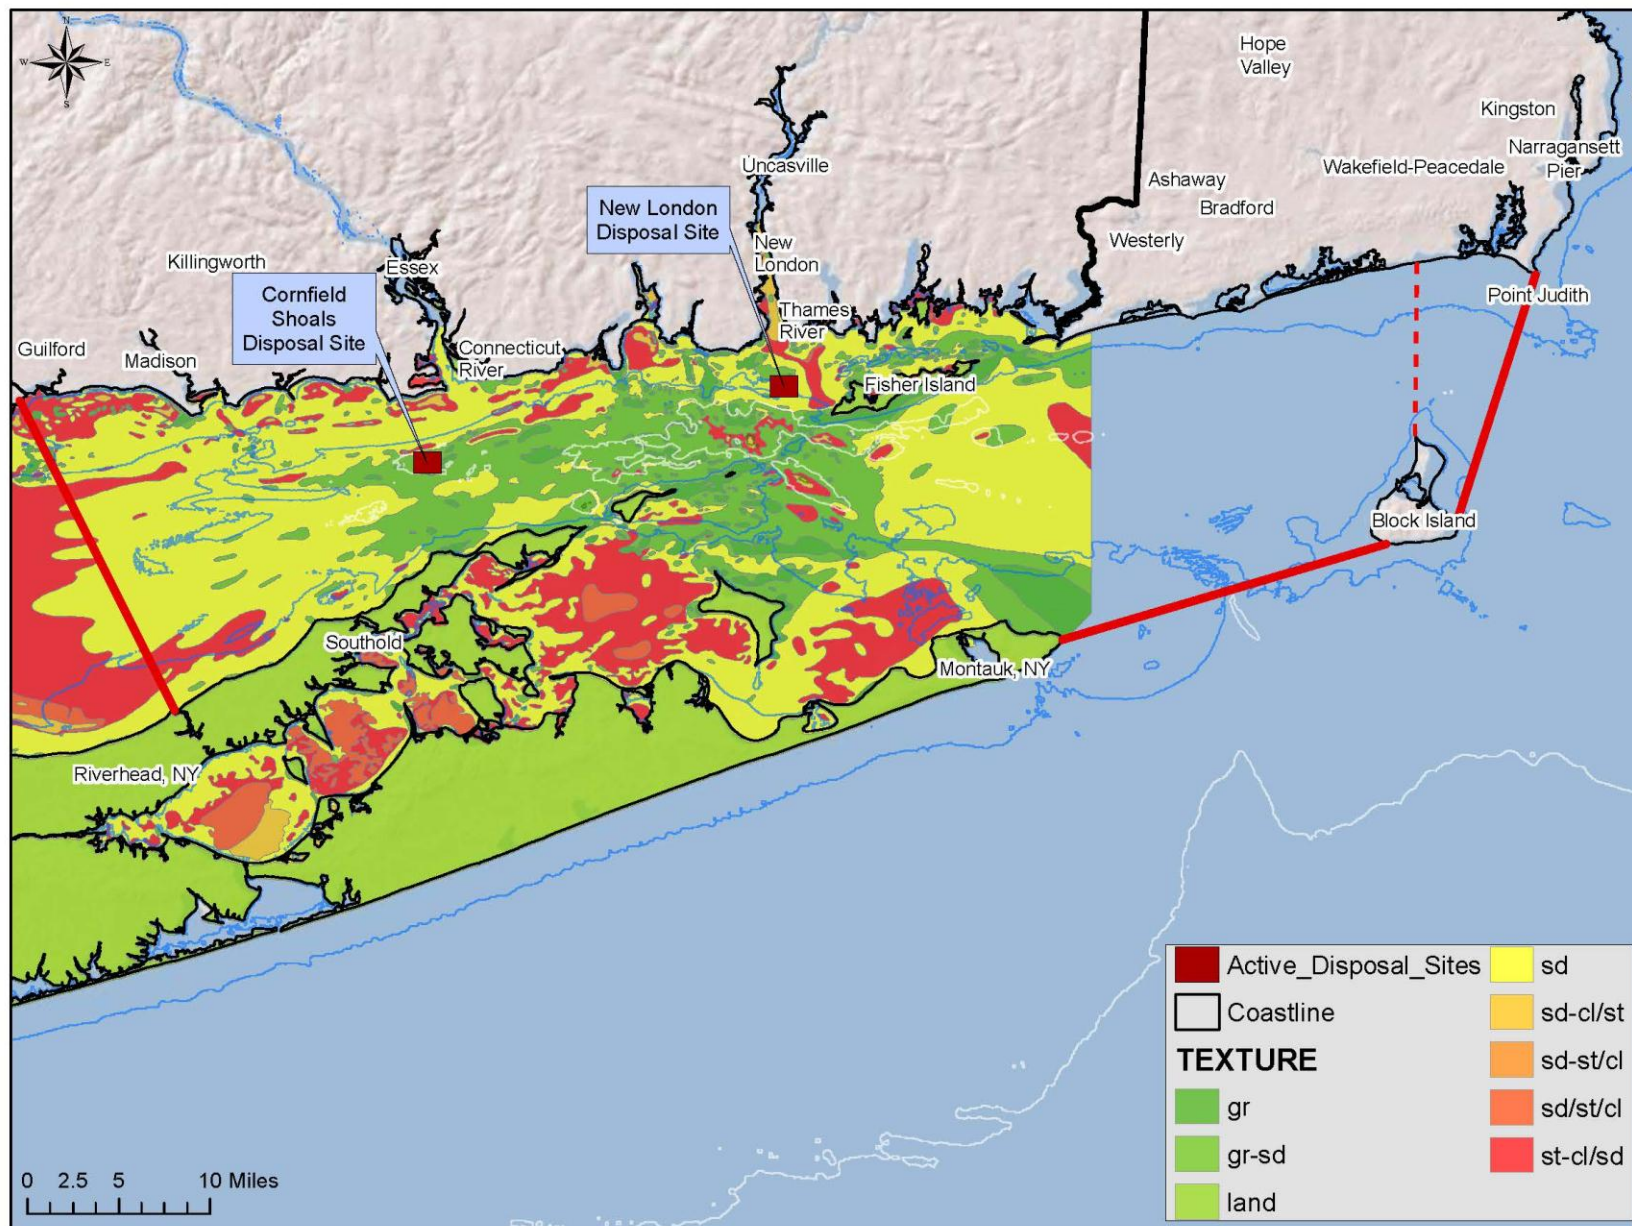 N
W
E
S
Hope
Valley
Kingston
Narragansett
Pier
Uncasville
Wakefield-Peacedale
Ashaway
Bradford
New London
Disposal Site
Westerly
New
London
Killingworth
Essex
Cornfield
Shoals
Disposal Site
Point Judith
Thames
River
Guilford
Madison
Connecticut
River
Fisher Island
Block Island
Southold
Montauk, NY
Riverhead, NY
Active_Disposal_Sites
Coastline
TEXTURE
gr
gr-sd
land
sd
sd-cl/st
sd-st/cl
sd/st/cl
st-cl/sd
0 2.5 5 10 Miles